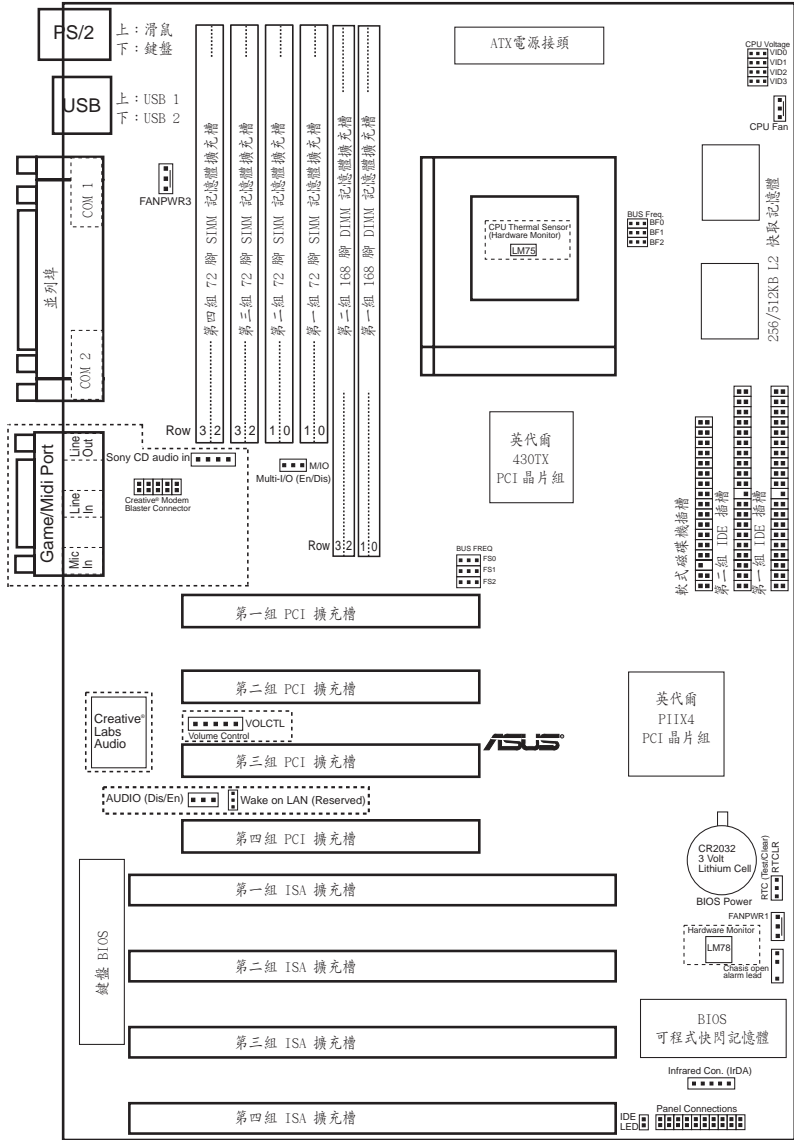 PS/2
上：滑鼠
下：鍵盤
USB
上：USB 1
下：USB 2
ATX電源接頭
CPU Voltage
VID0
VID1
VID2
VID3
CPU Fan
FANPWR3
COM 1
並列埠
COM 2
第四組 72 腳 SIMM 記憶體擴充槽
第三組 72 腳 SIMM 記憶體擴充槽
第二組 72 腳 SIMM 記憶體擴充槽
第一組 72 腳 SIMM 記憶體擴充槽
第二組 168 腳 DIMM 記憶體擴充槽
第一組 168 腳 DIMM 記憶體擴充槽
CPU Thermal Sensor
(Hardware Monitor)
LM75
BUS Freq.
BF0
BF1
BF2
256/512KB L2 快取記憶體
Row 3 2 3 2 1 0 1 0
Game/Midi Port
Line Out
Line In
Mic In
Sony CD audio in
Creative® Modem
Blaster Connector
M/IO
Multi-I/O (En/Dis)
Row 3 2 1 0
英代爾
430TX
PCI 晶片組
軟式磁碟機插槽
第二組 IDE 插槽
第一組 IDE 插槽
BUS FREQ
FS0
FS1
FS2
第一組 PCI 擴充槽
第二組 PCI 擴充槽
Creative®
Labs
Audio
VOLCTL
Volume Control
ASUS®
英代爾
PIIX4
PCI 晶片組
第三組 PCI 擴充槽
AUDIO (Dis/En)
Wake on LAN (Reserved)
第四組 PCI 擴充槽
CR2032
3 Volt
Lithium Cell
BIOS Power
RTC (Test/Clear)
RTCLR
鍵盤 BIOS
第一組 ISA 擴充槽
FANPWR1
Hardware Monitor
LM78
Chasis open
alarm lead
第二組 ISA 擴充槽
BIOS
可程式快閃記憶體
第三組 ISA 擴充槽
Infrared Con. (IrDA)
第四組 ISA 擴充槽
IDE
LED
Panel Connections